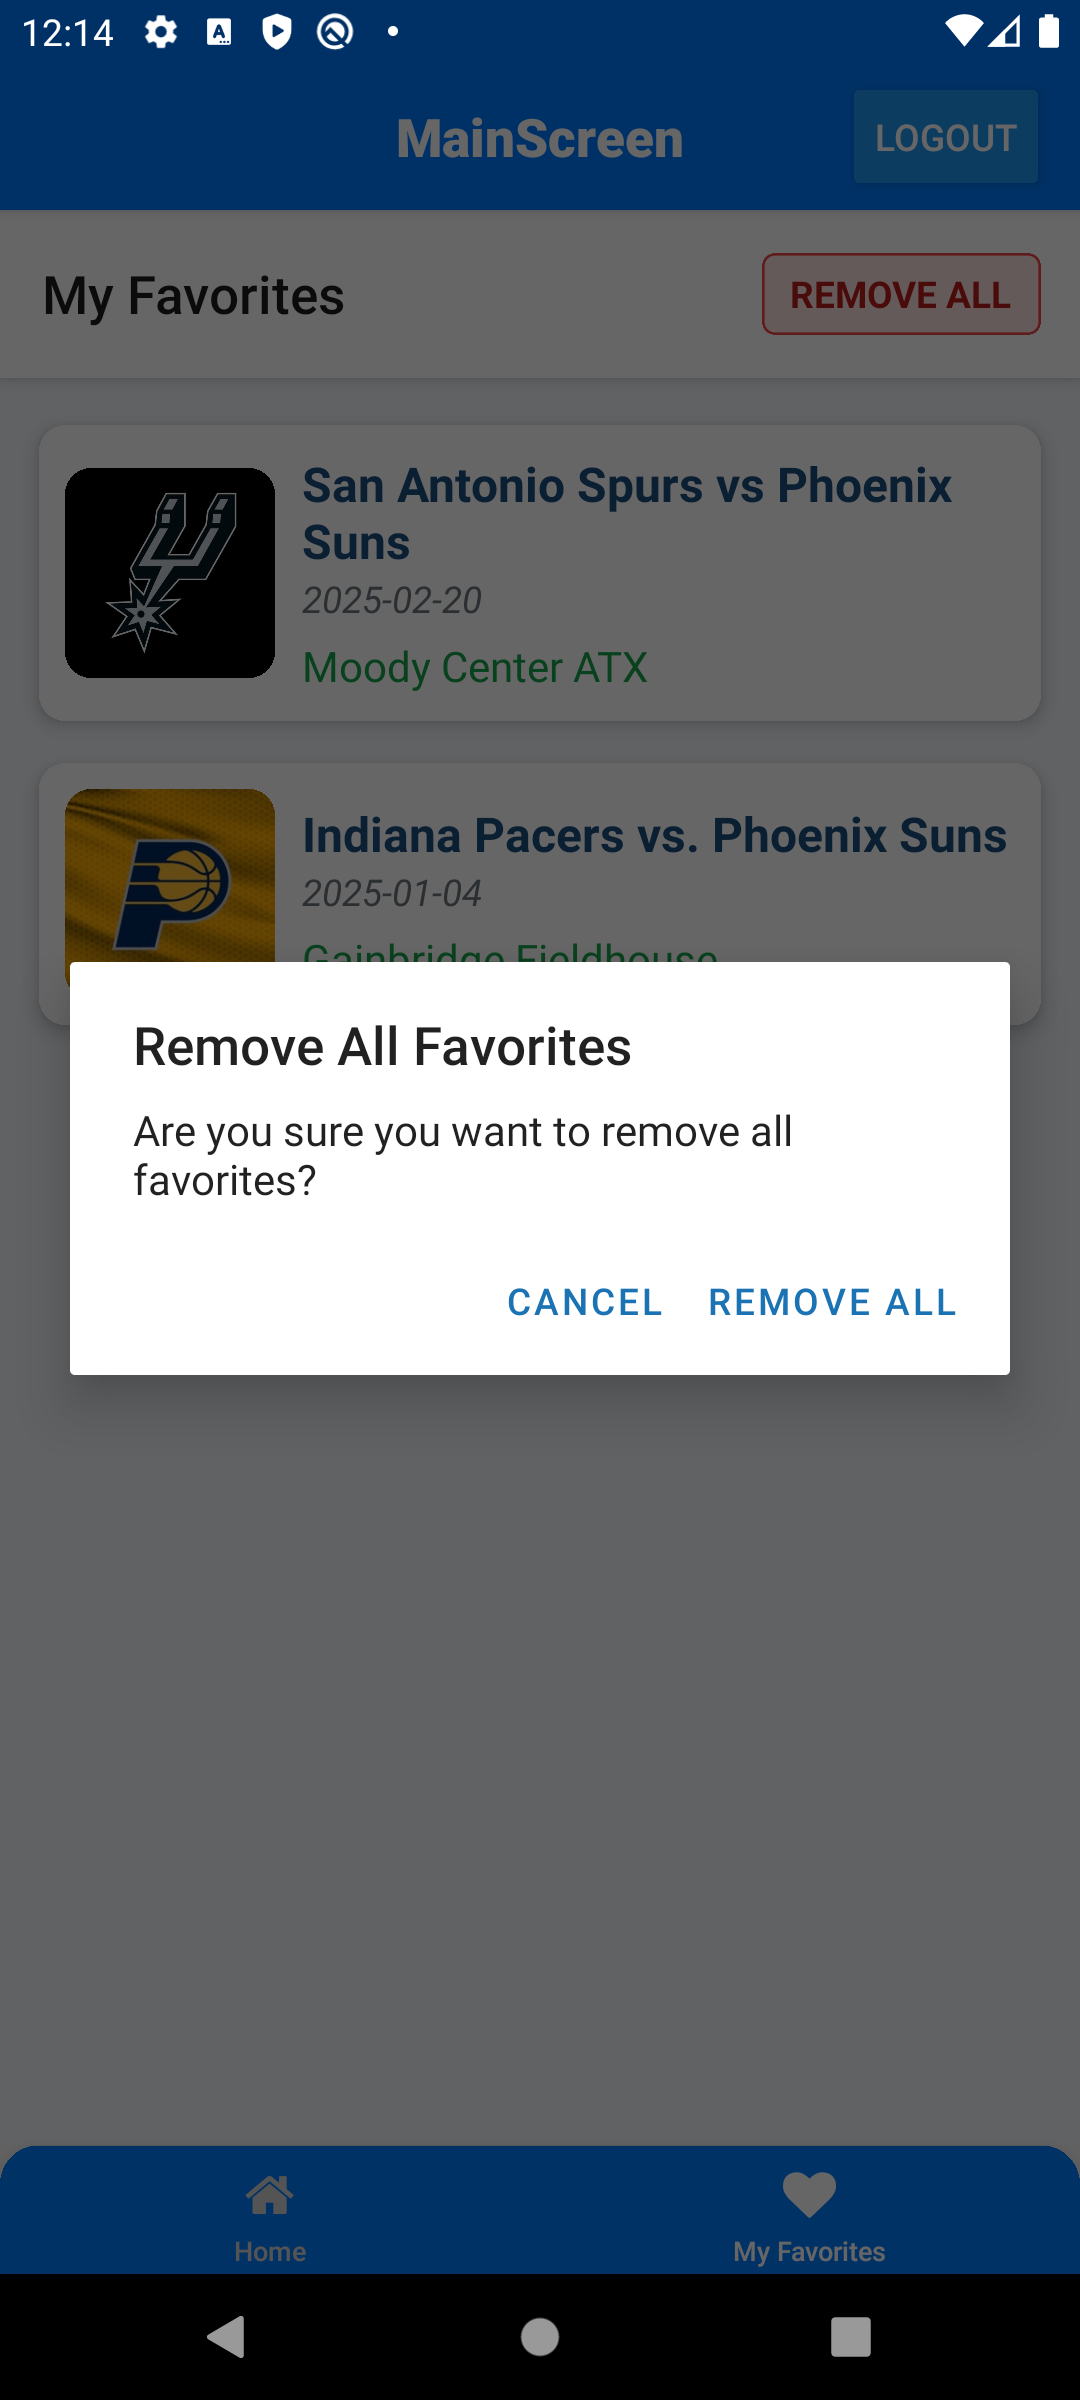 12:14
MainScreen
LOGOUT
My Favorites
REMOVE ALL
San Antonio Spurs vs Phoenix
Suns
2025-02-20
Moody Center ATX
Indiana Pacers vs. Phoenix Suns
2025-01-04
Gainbridge Fieldhouse
Remove All Favorites
Are you sure you want to remove all
favorites?
CANCEL
REMOVE ALL
Home
My Favorites